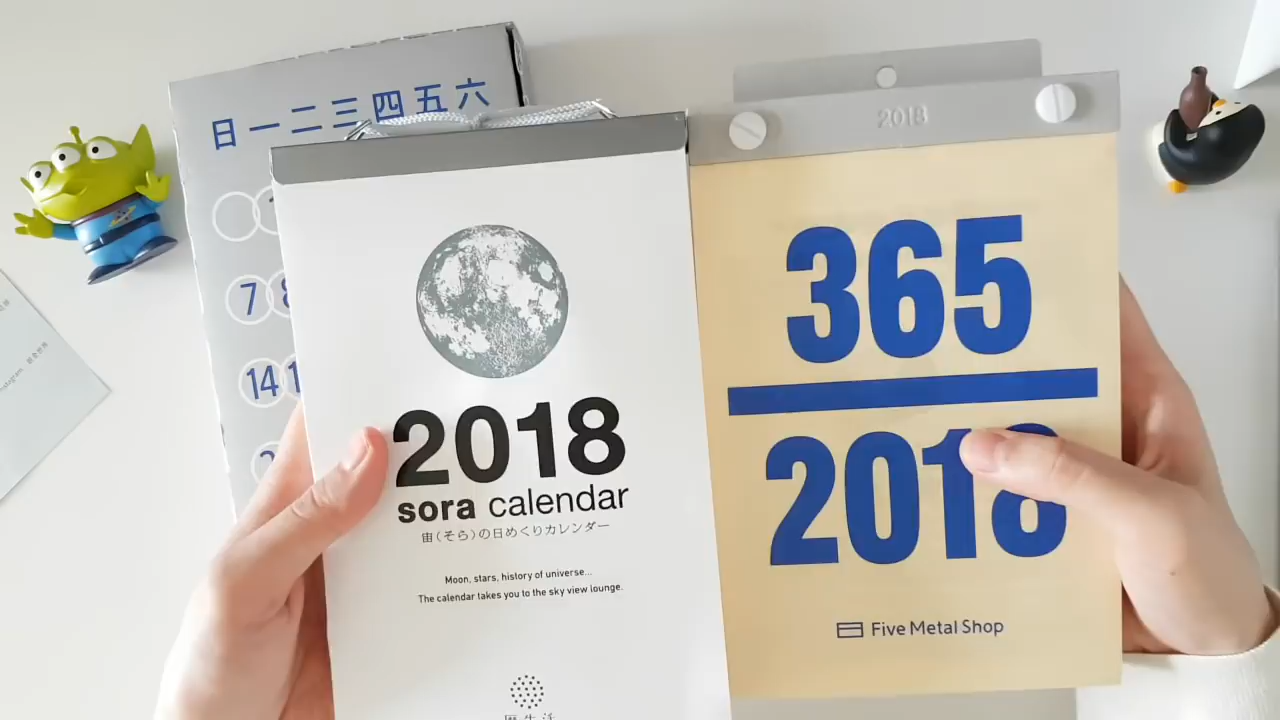 日一二三四五六
7 8
14
2018
sora calendar
宙(そら)の日めくりカレンダー
Moon, stars, history of universe...
The calendar takes you to the sky view lounge.
2018
365
2018
Five Metal Shop